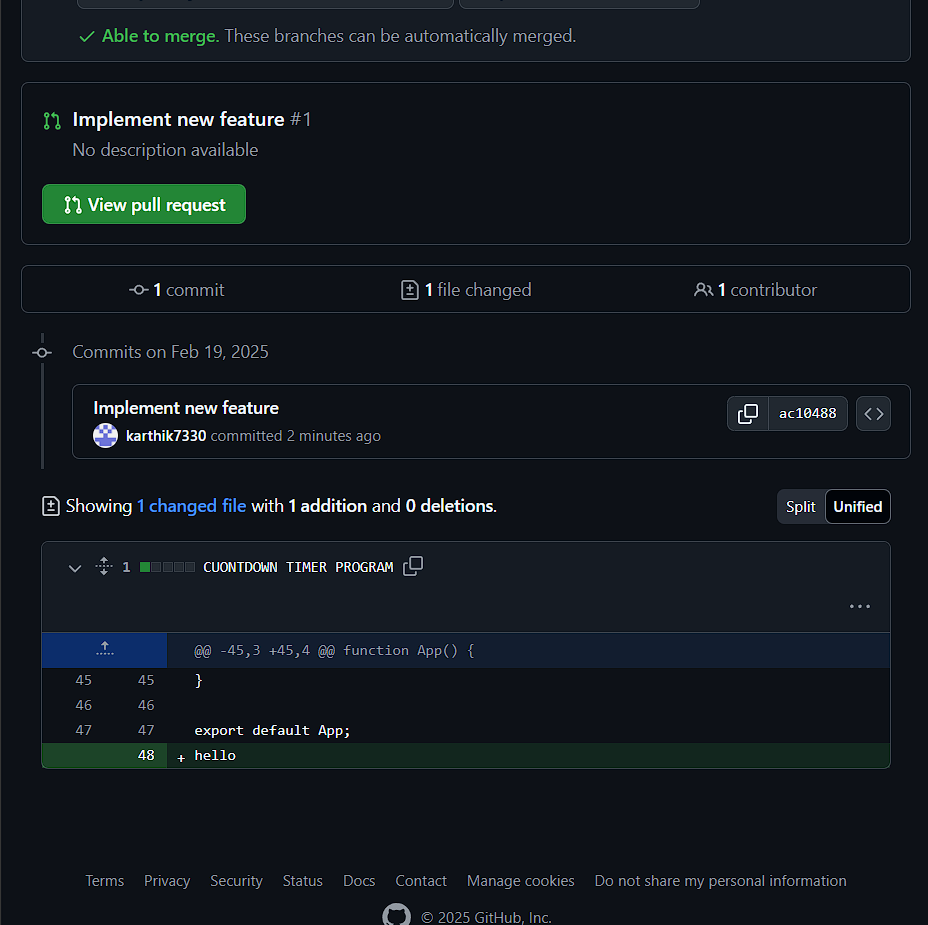 Able to merge. These branches can be automatically merged.
Implement new feature #1
No description available
View pull request
1 commit 1 file changed 1 contributor
Commits on Feb 19, 2025
Implement new feature
karthik7330 committed 2 minutes ago
ac10488
Showing 1 changed file with 1 addition and 0 deletions.
Split Unified
1 CUONTDOWN TIMER PROGRAM
@@ -45,3 +45,4 @@ function App() {
45 45 }
46 46
47 47 export default App;
48 + hello
Terms Privacy Security Status Docs Contact Manage cookies Do not share my personal information
© 2025 GitHub, Inc.